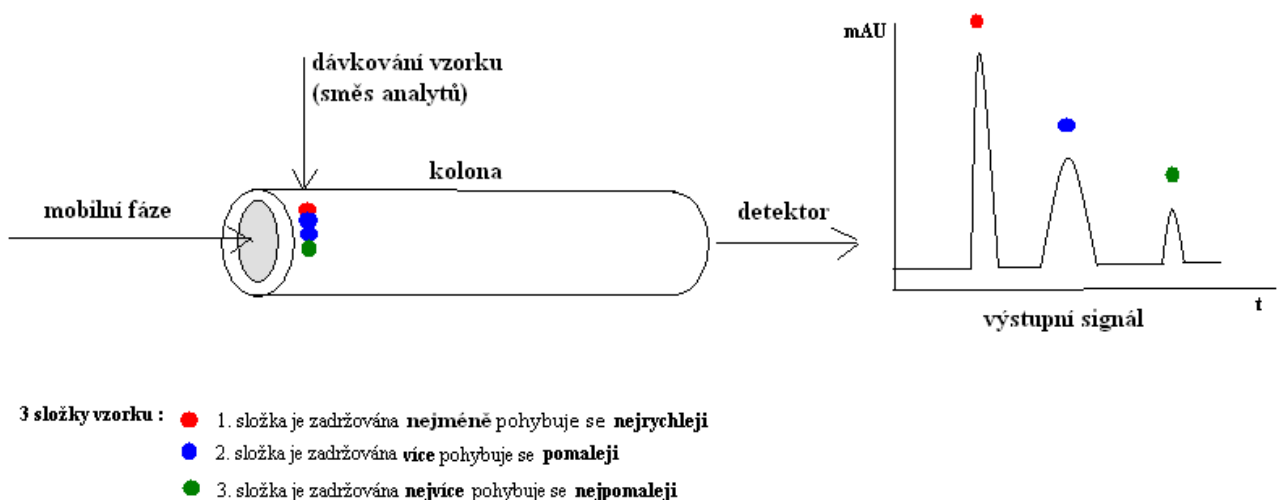 mAU
dávkování vzorku
(směs analytů)
kolona
mobilní fáze
detektor
t
výstupní signál
3 složky vzorku :
1. složka je zadržována nejméně pohybuje se nejrychleji
2. složka je zadržována více pohybuje se pomaleji
3. složka je zadržována nejvíce pohybuje se nejpomaleji